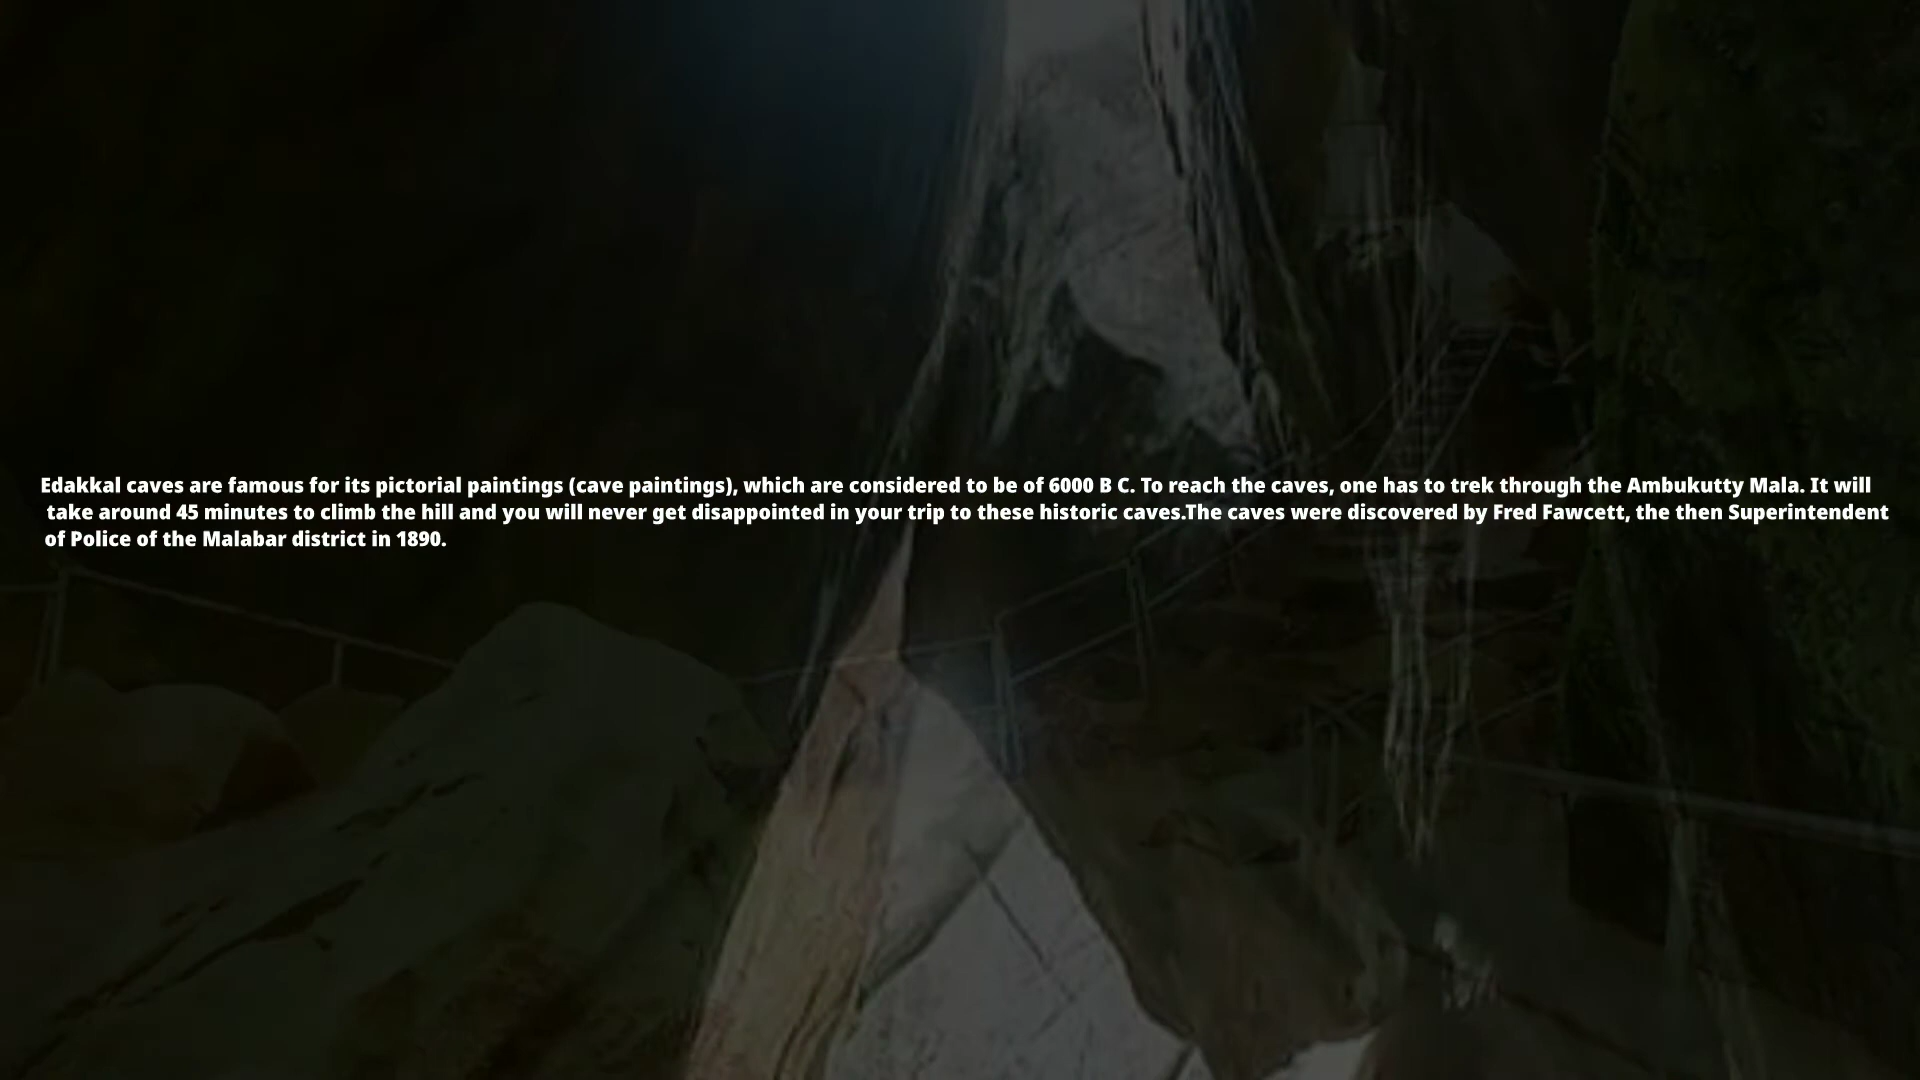 Edakkal caves are famous for its pictorial paintings (cave paintings), which are considered to be of 6000 B C. To reach the caves, one has to trek through the Ambukutty Mala. It will
take around 45 minutes to climb the hill and you will never get disappointed in your trip to these historic caves.The caves were discovered by Fred Fawcett, the then Superintendent
of Police of the Malabar district in 1890.